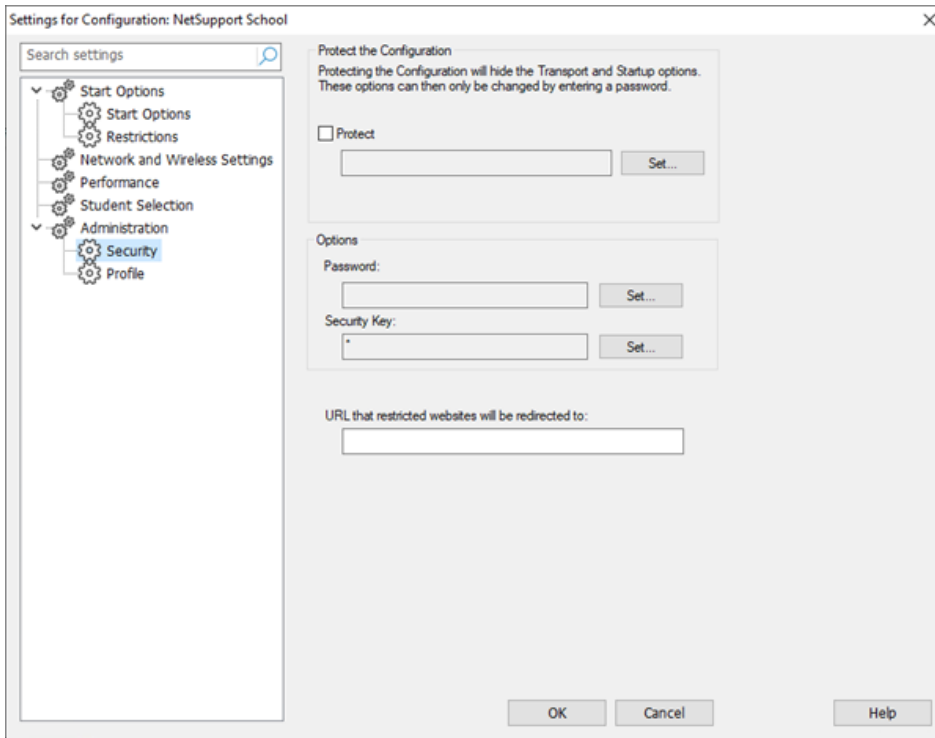 Settings for Configuration: NetSupport School
Search settings
Start Options
Start Options
Restrictions
Network and Wireless Settings
Performance
Student Selection
Administration
Security
Profile
Protect the Configuration
Protecting the Configuration will hide the Transport and Startup options.
These options can then only be changed by entering a password.
Protect
Set...
Options
Password:
Set...
Security Key:
*
Set...
URL that restricted websites will be redirected to:
OK
Cancel
Help